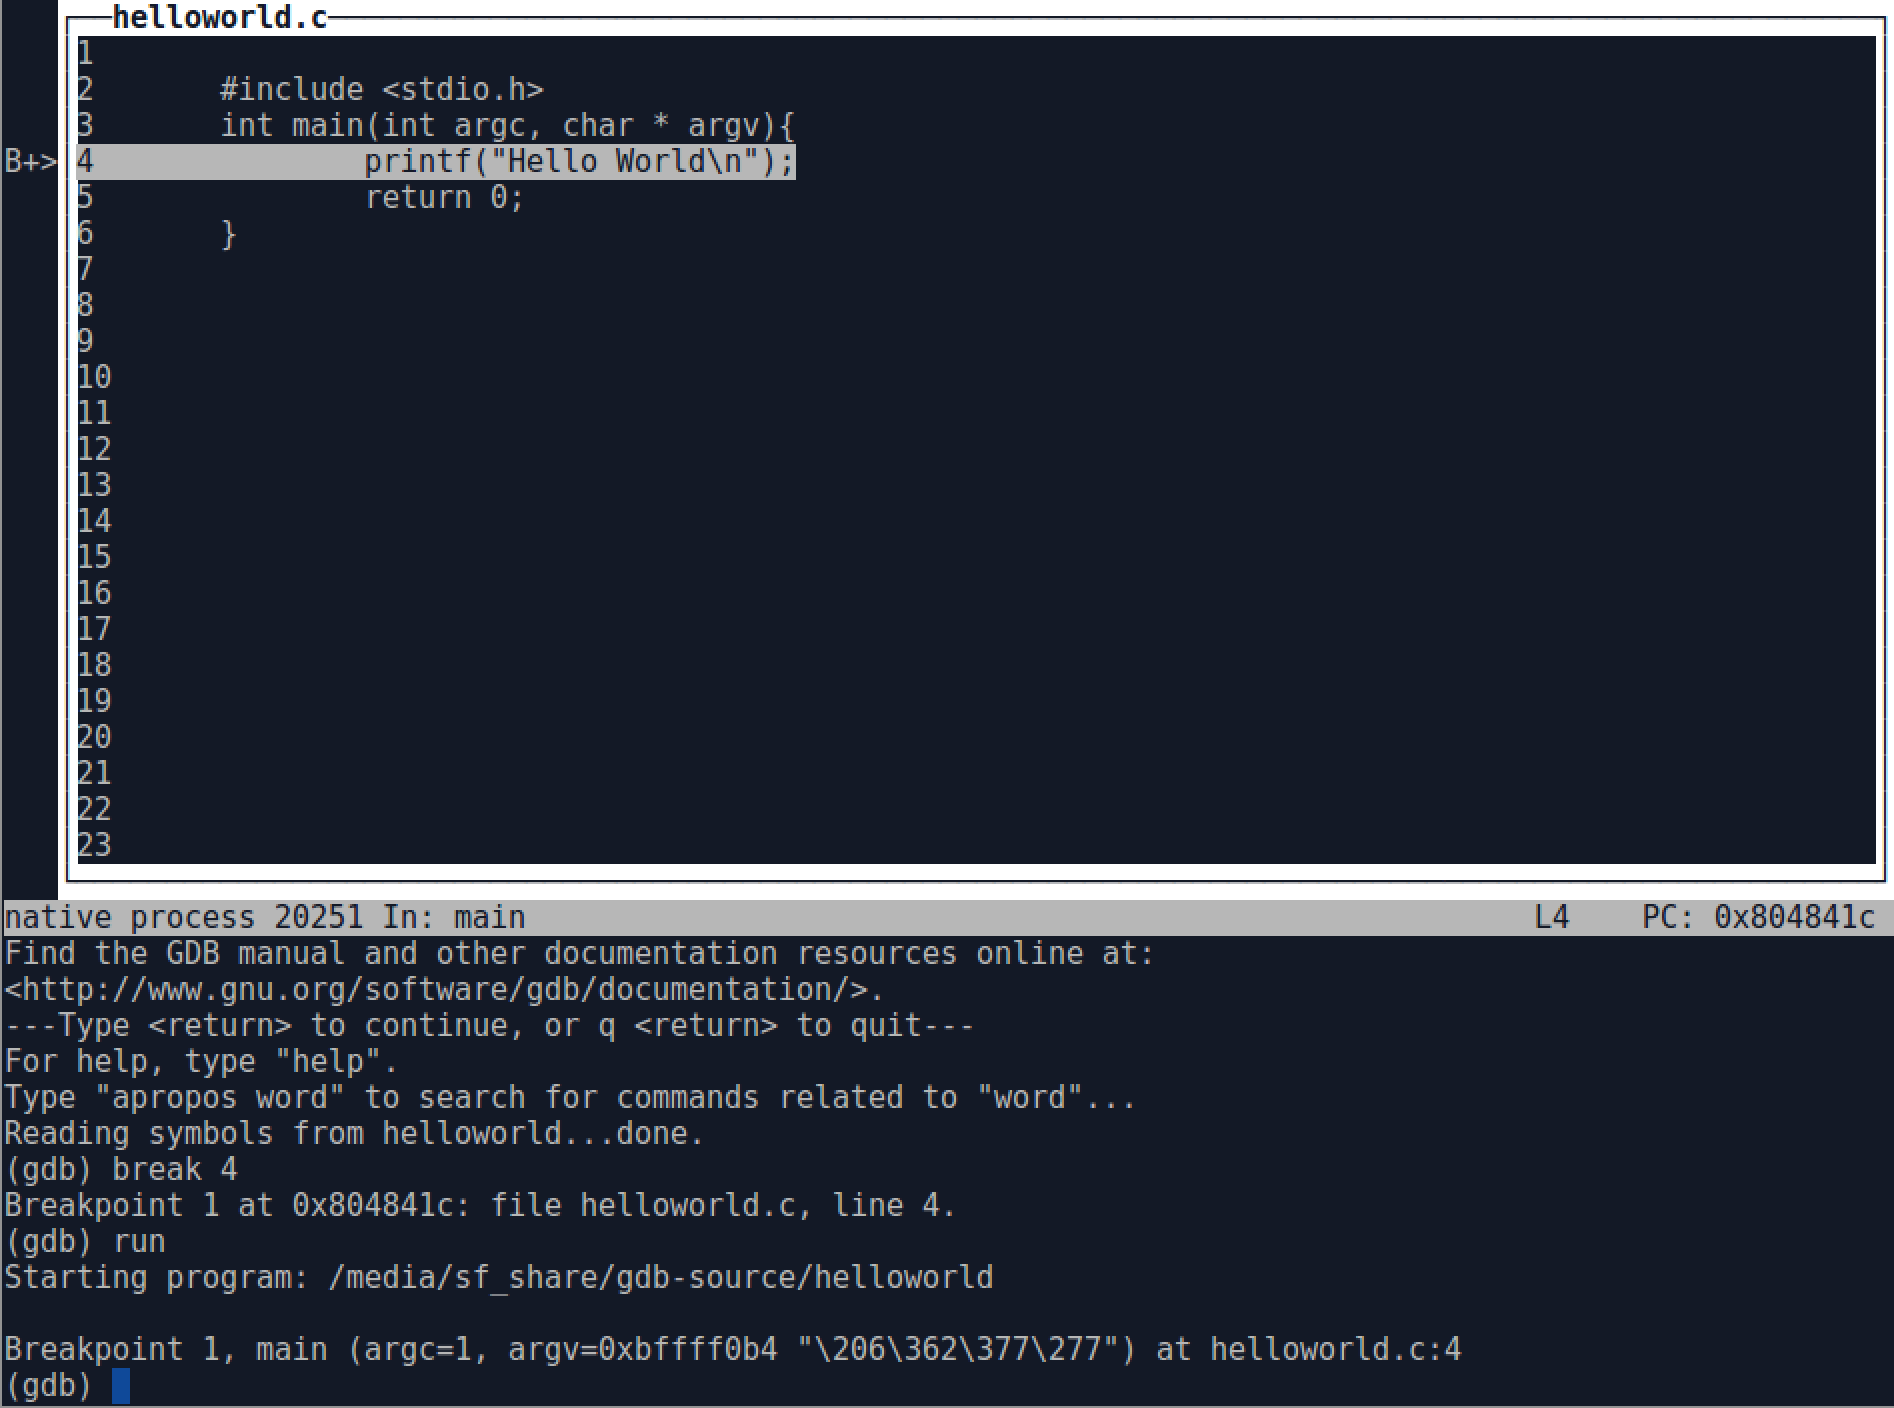 helloworld.c
1
2 #include <stdio.h>
3 int main(int argc, char * argv){
B+> 4 printf("Hello World\n");
5 return 0;
6 }
7
8
9
10
11
12
13
14
15
16
17
18
19
20
21
22
23
native process 20251 In: main L4 PC: 0x804841c
Find the GDB manual and other documentation resources online at:
<http://www.gnu.org/software/gdb/documentation/>.
---Type <return> to continue, or q <return> to quit---
For help, type "help".
Type "apropos word" to search for commands related to "word"...
Reading symbols from helloworld...done.
(gdb) break 4
Breakpoint 1 at 0x804841c: file helloworld.c, line 4.
(gdb) run
Starting program: /media/sf_share/gdb-source/helloworld
Breakpoint 1, main (argc=1, argv=0xbffff0b4 "\206\362\377\277") at helloworld.c:4
(gdb)